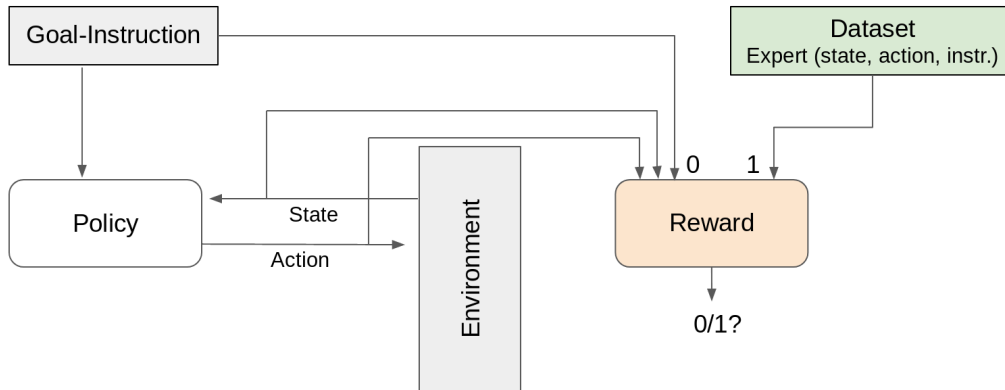 Goal-Instruction
Dataset
Expert (state, action, instr.)
0 1
Policy
State
Action
Environment
Reward
0/1?